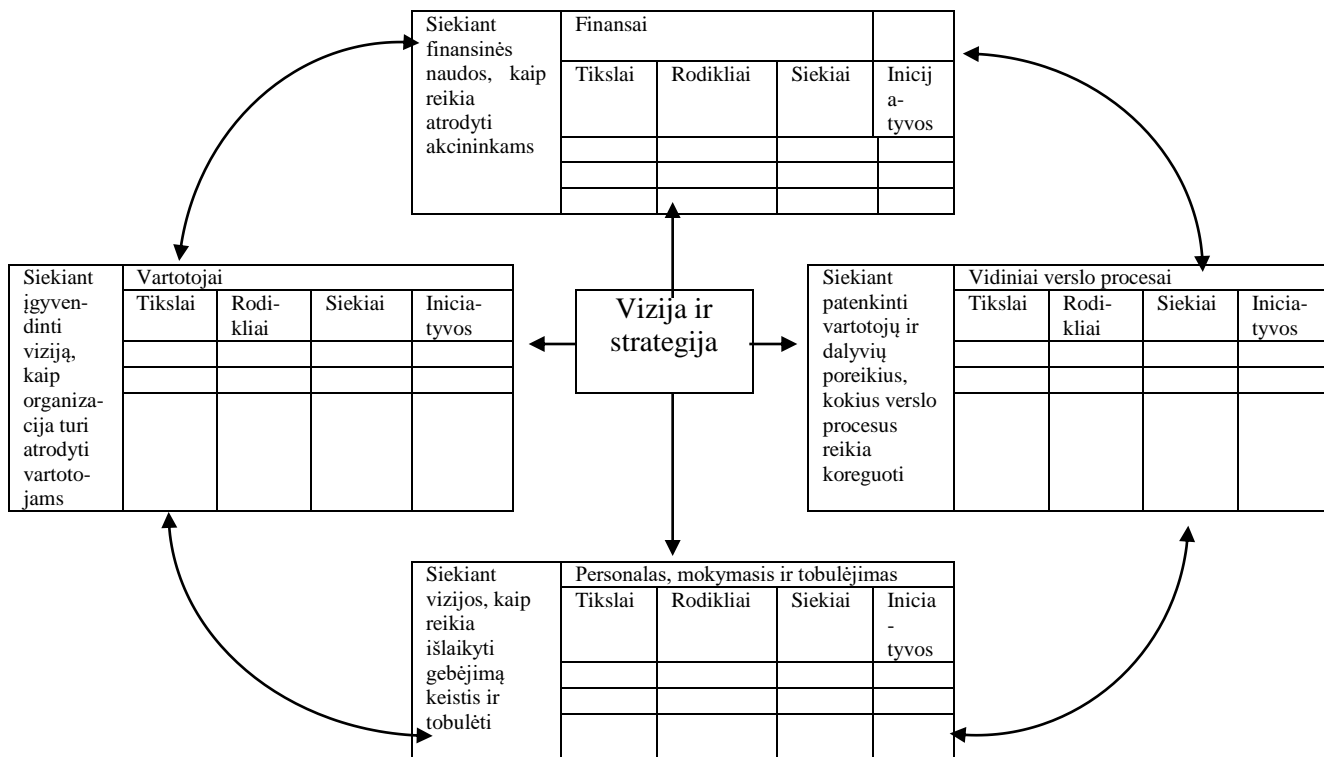 Siekiant
finansinės
naudos, kaip
reikia
atrodyti
akcininkams
Finansai
Tikslai
Rodikliai
Siekiai
Inicij
a-
tyvos
Siekiant
įgyven-
dinti
viziją,
kaip
organiza-
cija turi
atrodyti
vartoto-
jams
Vartotojai
Tikslai
Rodi-
kliai
Siekiai
Inicia-
tyvos
Vizija ir
strategija
Siekiant
patenkinti
vartotojų ir
dalyvių
poreikius,
kokius verslo
procesus
reikia
koreguoti
Vidiniai verslo procesai
Tikslai
Rodi-
kliai
Siekiai
Inicia-
tyvos
Siekiant
vizijos, kaip
reikia
išlaikyti
gebėjimą
keistis ir
tobulėti
Personalas, mokymasis ir tobulėjimas
Tikslai
Rodikliai
Siekiai
Inicia
-
tyvos